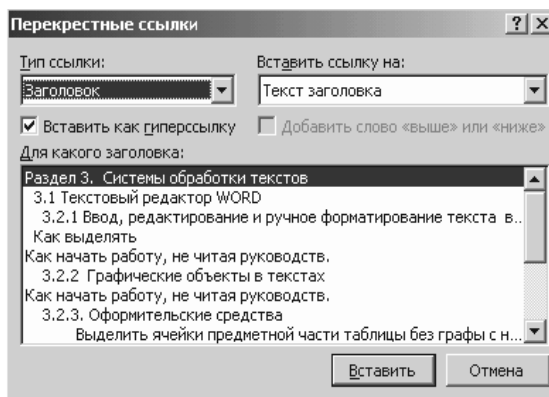 Перекрестные ссылки
Тип ссылки: Вставить ссылку на:
Заголовок Текст заголовка
Вставить как гиперссылку Добавить слово «выше» или «ниже»
Для какого заголовка:
Раздел 3. Системы обработки текстов
3.1 Текстовый редактор WORD
3.2.1 Ввод, редактирование и ручное форматирование текста в...
Как выделять
Как начать работу, не читая руководств.
3.2.2 Графические объекты в текстах
Как начать работу, не читая руководств.
3.2.3. Оформительские средства
Выделить ячейки предметной части таблицы без графы с н...
Вставить Отмена